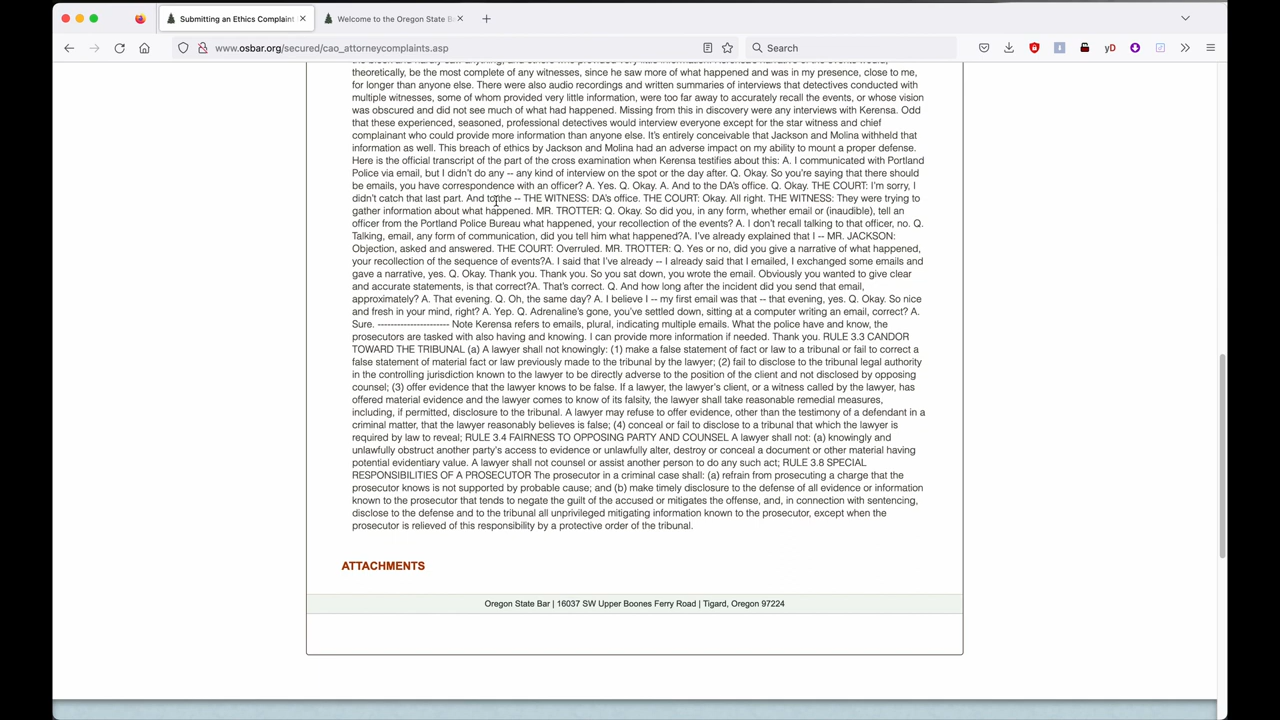 Submitting an Ethics Complaint
Welcome to the Oregon State B
www.osbar.org/secured/cao_attorneycomplaints.asp
Search
yD
theoretically, be the most complete of any witnesses, since he saw more of what happened and was in my presence, close to me,
for longer than anyone else. There were also audio recordings and written summaries of interviews that detectives conducted with
multiple witnesses, some of whom provided very little information, were too far away to accurately recall the events, or whose vision
was obscured and did not see much of what had happened. Missing from this in discovery were any interviews with Kerensa. Odd
that these experienced, seasoned, professional detectives would interview everyone except for the star witness and chief
complainant who could provide more information than anyone else. It's entirely conceivable that Jackson and Molina withheld that
information as well. This breach of ethics by Jackson and Molina had an adverse impact on my ability to mount a proper defense.
Here is the official transcript of the part of the cross examination when Kerensa testifies about this: A. I communicated with Portland
Police via email, but I didn't do any -- any kind of interview on the spot or the day after. Q. Okay. So you're saying that there should
be emails, you have correspondence with an officer? A. Yes. Q. Okay. A. And to the DA's office. Q. Okay. THE COURT: I'm sorry, I
didn't catch that last part. And to the -- THE WITNESS: DA's office. THE COURT: Okay. All right. THE WITNESS: They were trying to
gather information about what happened. MR. TROTTER: Q. Okay. So did you, in any form, whether email or (inaudible), tell an
officer from the Portland Police Bureau what happened, your recollection of the events? A. I don't recall talking to that officer, no. Q.
Talking, email, any form of communication, did you tell him what happened?A. I've already explained that I -- MR. JACKSON:
Objection, asked and answered. THE COURT: Overruled. MR. TROTTER: Q. Yes or no, did you give a narrative of what happened,
your recollection of the sequence of events?A. I said that I've already -- I already said that I emailed, I exchanged some emails and
gave a narrative, yes. Q. Okay. Thank you. Thank you. So you sat down, you wrote the email. Obviously you wanted to give clear
and accurate statements, is that correct?A. That's correct. Q. And how long after the incident did you send that email,
approximately? A. That evening. Q. Oh, the same day? A. I believe I -- my first email was that -- that evening, yes. Q. Okay. So nice
and fresh in your mind, right? A. Yep. Q. Adrenaline's gone, you've settled down, sitting at a computer writing an email, correct? A.
Sure. ---------------------- Note Kerensa refers to emails, plural, indicating multiple emails. What the police have and know, the
prosecutors are tasked with also having and knowing. I can provide more information if needed. Thank you. RULE 3.3 CANDOR
TOWARD THE TRIBUNAL (a) A lawyer shall not knowingly: (1) make a false statement of fact or law to a tribunal or fail to correct a
false statement of material fact or law previously made to the tribunal by the lawyer; (2) fail to disclose to the tribunal legal authority
in the controlling jurisdiction known to the lawyer to be directly adverse to the position of the client and not disclosed by opposing
counsel; (3) offer evidence that the lawyer knows to be false. If a lawyer, the lawyer's client, or a witness called by the lawyer, has
offered material evidence and the lawyer comes to know of its falsity, the lawyer shall take reasonable remedial measures,
including, if permitted, disclosure to the tribunal. A lawyer may refuse to offer evidence, other than the testimony of a defendant in a
criminal matter, that the lawyer reasonably believes is false; (4) conceal or fail to disclose to a tribunal that which the lawyer is
required by law to reveal; RULE 3.4 FAIRNESS TO OPPOSING PARTY AND COUNSEL A lawyer shall not: (a) knowingly and
unlawfully obstruct another party's access to evidence or unlawfully alter, destroy or conceal a document or other material having
potential evidentiary value. A lawyer shall not counsel or assist another person to do any such act; RULE 3.8 SPECIAL
RESPONSIBILITIES OF A PROSECUTOR The prosecutor in a criminal case shall: (a) refrain from prosecuting a charge that the
prosecutor knows is not supported by probable cause; and (b) make timely disclosure to the defense of all evidence or information
known to the prosecutor that tends to negate the guilt of the accused or mitigates the offense, and, in connection with sentencing,
disclose to the defense and to the tribunal all unprivileged mitigating information known to the prosecutor, except when the
prosecutor is relieved of this responsibility by a protective order of the tribunal.
ATTACHMENTS
Oregon State Bar | 16037 SW Upper Boones Ferry Road | Tigard, Oregon 97224